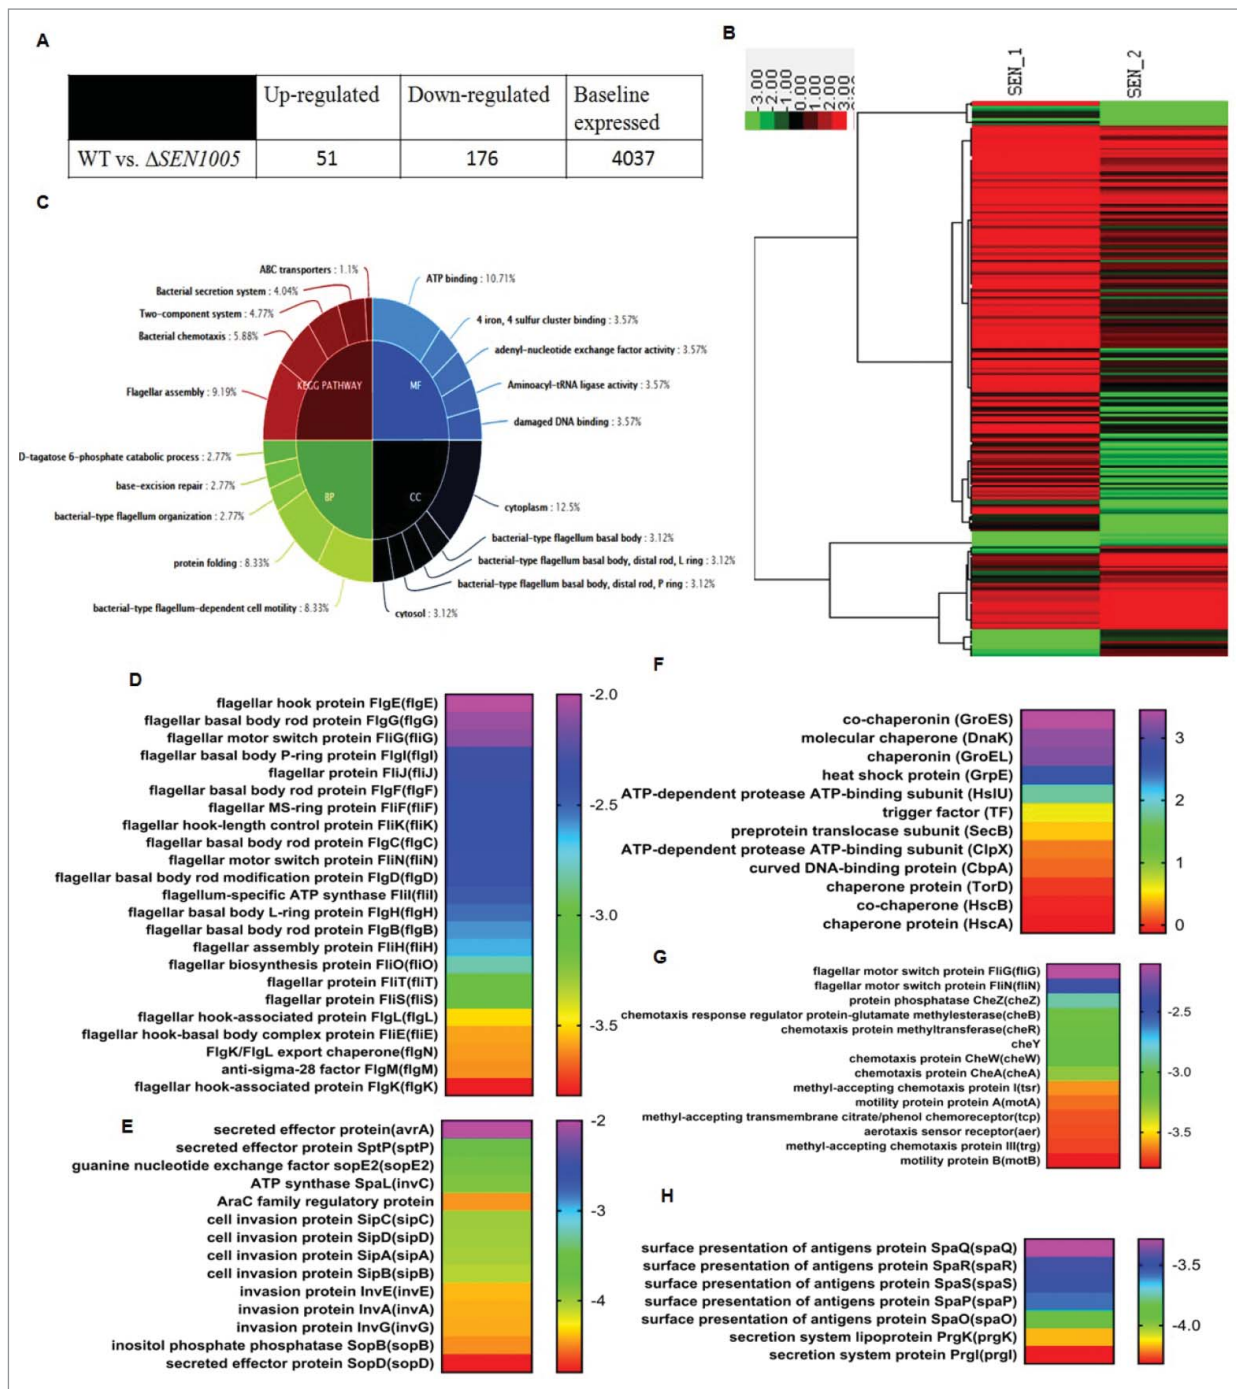 A
Up-regulated Down-regulated Baseline expressed
WT vs. ΔSEN1005 51 176 4037
B
-3.00
-2.00
-1.00
0.00
1.00
2.00
3.00
SEN_1
SEN_2
C
ABC transporters : 1.1%
Bacterial secretion system : 4.04%
Two-component system : 4.77%
Bacterial chemotaxis : 5.88%
Flagellar assembly : 9.19%
KEGG PATHWAY
MF
BP
CC
ATP binding : 10.71%
4 iron, 4 sulfur cluster binding : 3.57%
adenyl-nucleotide exchange factor activity : 3.57%
Aminoacyl-tRNA ligase activity : 3.57%
damaged DNA binding : 3.57%
D-tagatose 6-phosphate catabolic process : 2.77%
base-excision repair : 2.77%
bacterial-type flagellum organization : 2.77%
protein folding : 8.33%
bacterial-type flagellum-dependent cell motility : 8.33%
cytoplasm : 12.5%
bacterial-type flagellum basal body : 3.12%
bacterial-type flagellum basal body, distal rod, L ring : 3.12%
bacterial-type flagellum basal body, distal rod, P ring : 3.12%
cytosol : 3.12%
D
flagellar hook protein FlgE(flgE)
flagellar basal body rod protein FlgG(flgG)
flagellar motor switch protein FliG(fliG)
flagellar basal body P-ring protein FlgI(flgI)
flagellar protein FliJ(fliJ)
flagellar basal body rod protein FlgF(flgF)
flagellar MS-ring protein FliF(fliF)
flagellar hook-length control protein FliK(fliK)
flagellar basal body rod protein FlgC(flgC)
flagellar motor switch protein FliN(fliN)
flagellar basal body rod modification protein FlgD(flgD)
flagellum-specific ATP synthase FliI(fliI)
flagellar basal body L-ring protein FlgH(flgH)
flagellar basal body rod protein FlgB(flgB)
flagellar assembly protein FliH(fliH)
flagellar biosynthesis protein FliO(fliO)
flagellar protein FliT(fliT)
flagellar protein FliS(fliS)
flagellar hook-associated protein FlgL(flgL)
flagellar hook-basal body complex protein FliE(fliE)
FlgK/FlgL export chaperone(flgN)
anti-sigma-28 factor FlgM(flgM)
flagellar hook-associated protein FlgK(flgK)
-2.0
-2.5
-3.0
-3.5
E
secreted effector protein(avrA)
secreted effector protein SptP(sptP)
guanine nucleotide exchange factor sopE2(sopE2)
ATP synthase SpaL(invC)
AraC family regulatory protein
cell invasion protein SipC(sipC)
cell invasion protein SipD(sipD)
cell invasion protein SipA(sipA)
cell invasion protein SipB(sipB)
invasion protein InvE(invE)
invasion protein InvA(invA)
invasion protein InvG(invG)
inositol phosphate phosphatase SopB(sopB)
secreted effector protein SopD(sopD)
-2
-3
-4
F
co-chaperonin (GroES)
molecular chaperone (DnaK)
chaperonin (GroEL)
heat shock protein (GrpE)
ATP-dependent protease ATP-binding subunit (HslU)
trigger factor (TF)
preprotein translocase subunit (SecB)
ATP-dependent protease ATP-binding subunit (ClpX)
curved DNA-binding protein (CbpA)
chaperone protein (TorD)
co-chaperone (HscB)
chaperone protein (HscA)
3
2
1
0
G
flagellar motor switch protein FliG(fliG)
flagellar motor switch protein FliN(fliN)
protein phosphatase CheZ(cheZ)
chemotaxis response regulator protein-glutamate methylesterase(cheB)
chemotaxis protein methyltransferase(cheR)
cheY
chemotaxis protein CheW(cheW)
chemotaxis protein CheA(cheA)
methyl-accepting chemotaxis protein I(tsr)
motility protein protein A(motA)
methyl-accepting transmembrane citrate/phenol chemoreceptor(tcp)
aerotaxis sensor receptor(aer)
methyl-accepting chemotaxis protein III(trg)
motility protein B(motB)
-2.5
-3.0
-3.5
H
surface presentation of antigens protein SpaQ(spaQ)
surface presentation of antigens protein SpaR(spaR)
surface presentation of antigens protein SpaS(spaS)
surface presentation of antigens protein SpaP(spaP)
surface presentation of antigens protein SpaO(spaO)
secretion system lipoprotein PrgK(prgK)
secretion system protein PrgI(prgI)
-3.5
-4.0